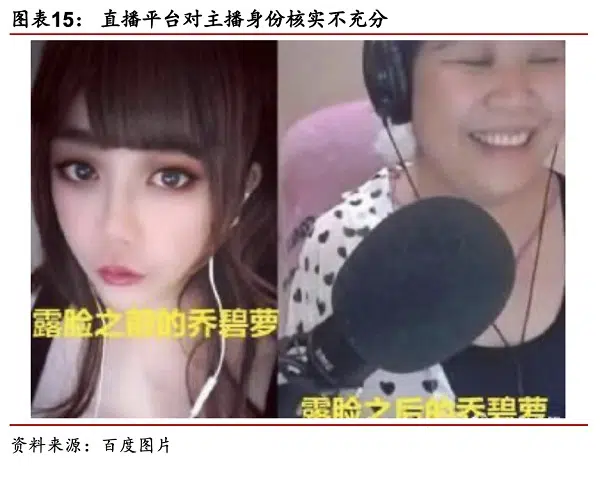 图表15： 直播平台对主播身份核实不充分
露脸之前的乔碧萝
露脸之后的乔碧萝
资料来源：百度图片